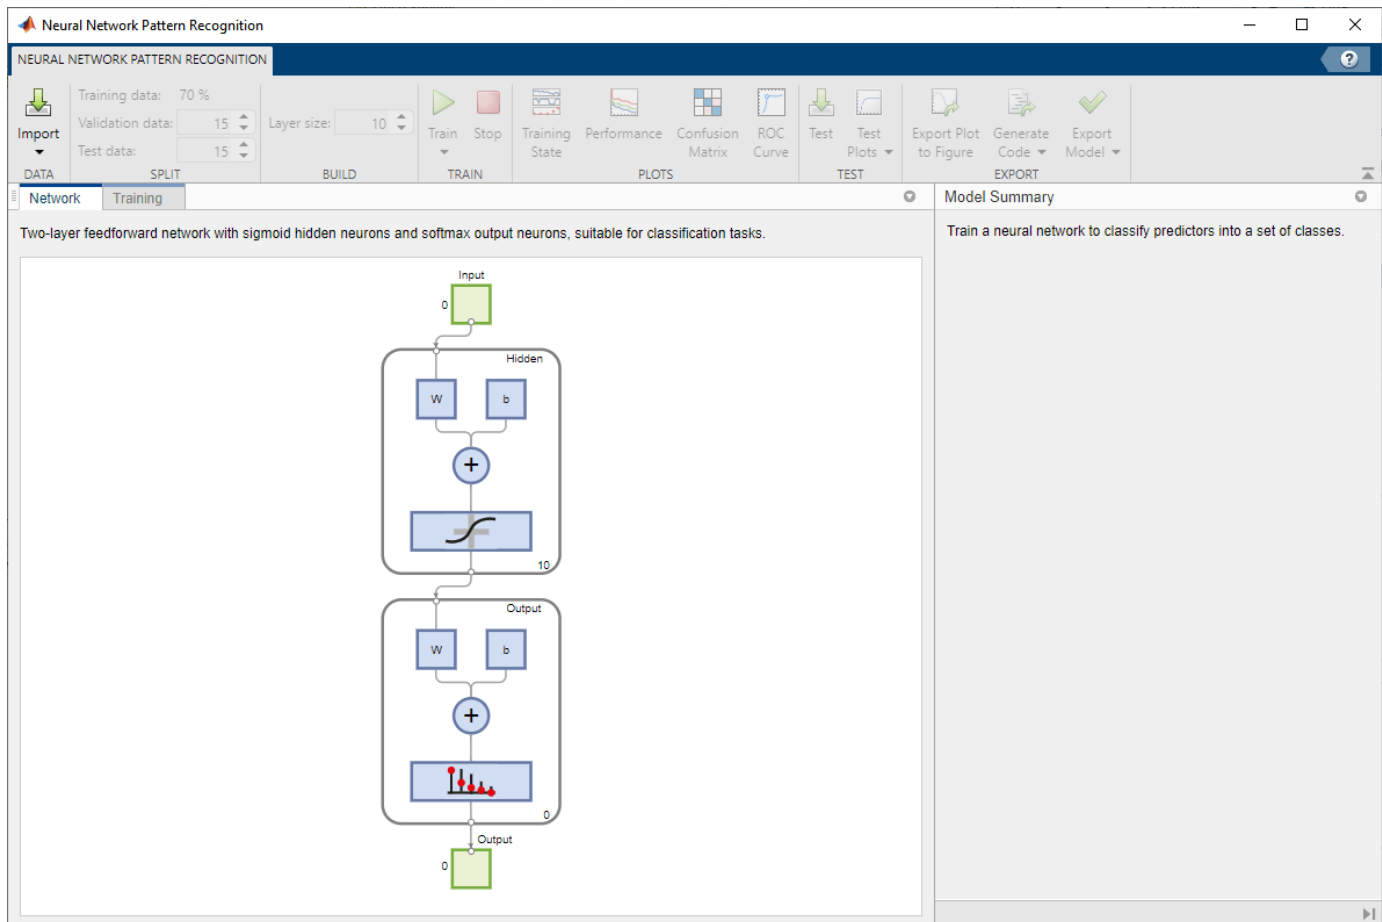 Neural Network Pattern Recognition
NEURAL NETWORK PATTERN RECOGNITION
?
Import
DATA
Training data: 70 %
Validation data: 15
Test data: 15
SPLIT
Layer size: 10
BUILD
Train
Stop
TRAIN
Training
State
Performance
Confusion
Matrix
ROC
Curve
PLOTS
Test
Test
Plots
TEST
Export Plot
to Figure
Generate
Code
Export
Model
EXPORT
Network
Training
Two-layer feedforward network with sigmoid hidden neurons and softmax output neurons, suitable for classification tasks.
Input
0
Hidden
W
b
+
10
Output
W
b
+
0
Output
0
Model Summary
Train a neural network to classify predictors into a set of classes.